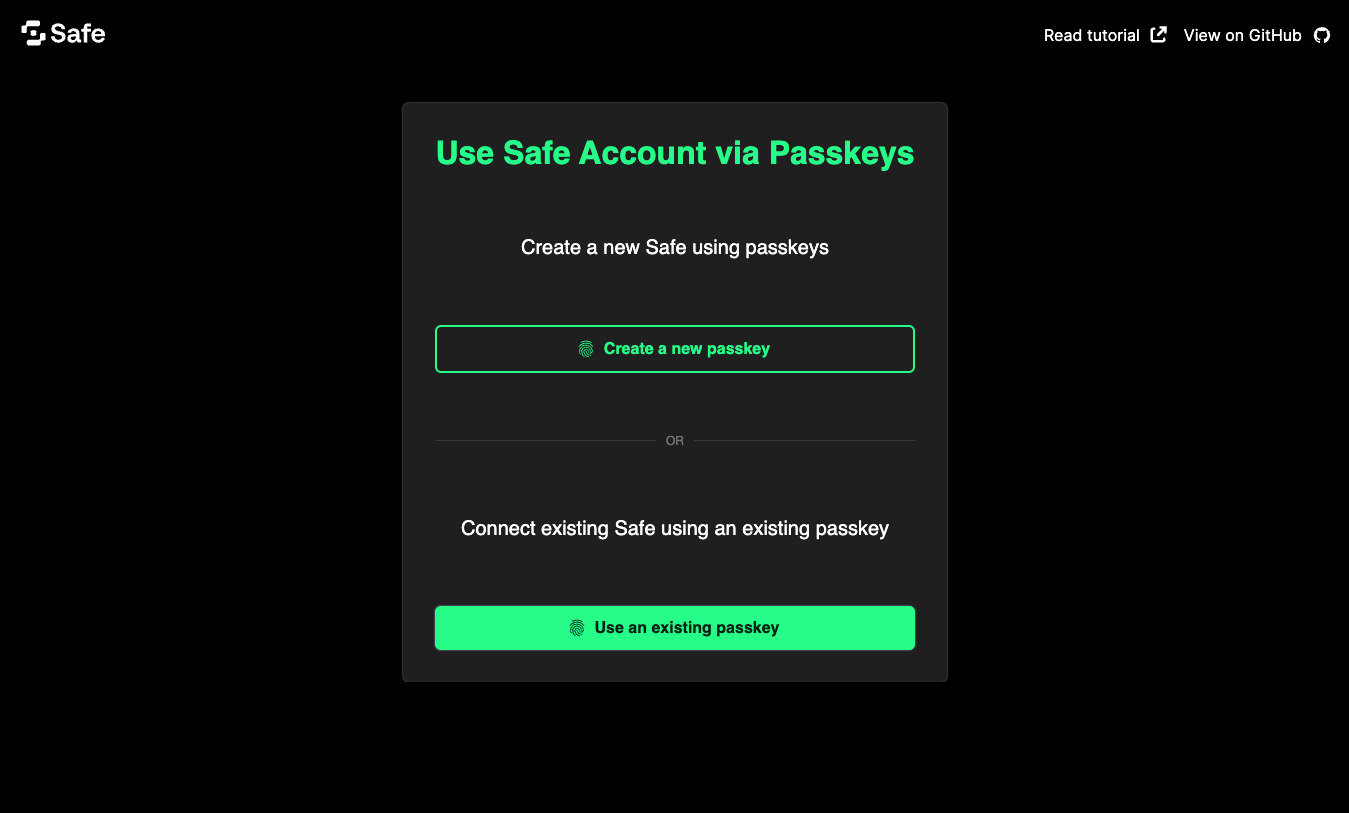 Safe
Read tutorial
View on GitHub
Use Safe Account via Passkeys
Create a new Safe using passkeys
Create a new passkey
OR
Connect existing Safe using an existing passkey
Use an existing passkey